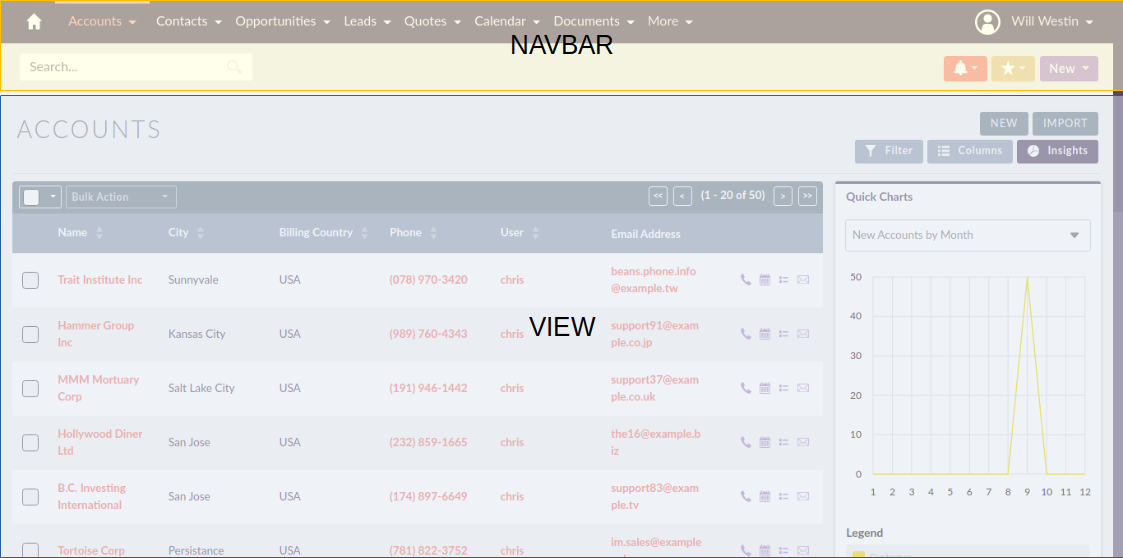 Accounts Contacts Opportunities Leads Quotes Calendar Documents More Will Westin
NAVBAR
Search... New
ACCOUNTS
NEW IMPORT
Filter Columns Insights
Bulk Action << < (1 - 20 of 50) > >>
Quick Charts
Name City Billing Country Phone User Email Address
New Accounts by Month
Trait Institute Inc Sunnyvale USA (078) 970-3420 chris beans.phone.info
@example.tw
Hammer Group Kansas City USA (989) 760-4343 chris support91@exam
Inc ple.co.jp
VIEW
MMM Mortuary Salt Lake City USA (191) 946-1442 chris support37@exam
Corp ple.co.uk
Hollywood Diner San Jose USA (232) 859-1665 chris the16@example.b
Ltd iz
B.C. Investing San Jose USA (174) 897-6649 chris support83@exam
International ple.tv
Tortoise Corp Persistance USA (781) 822-3752 chris im.sales@example
50
40
30
20
10
0
1 2 3 4 5 6 7 8 9 10 11 12
Legend